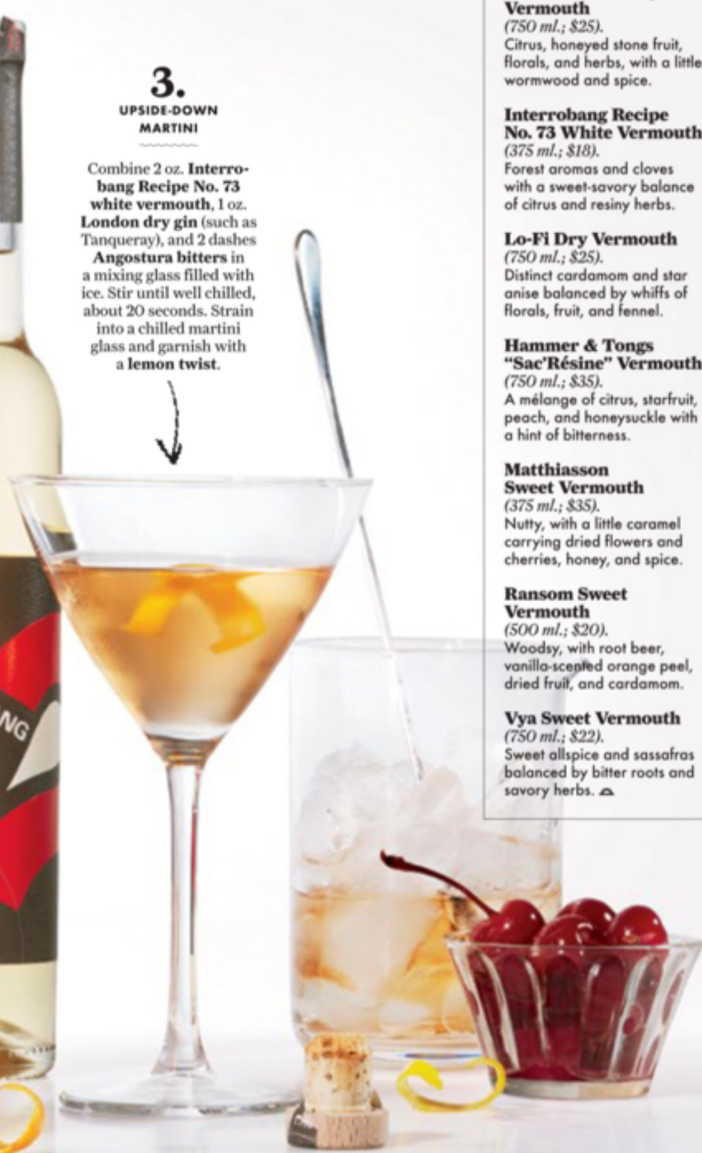 3.
UPSIDE-DOWN
MARTINI
Combine 2 oz. Interro-
bang Recipe No. 73
white vermouth, 1 oz.
London dry gin (such as
Tanqueray), and 2 dashes
Angostura bitters in
a mixing glass filled with
ice. Stir until well chilled,
about 20 seconds. Strain
into a chilled martini
glass and garnish with
a lemon twist.
NG
Vermouth
(750 ml.; $25).
Citrus, honeyed stone fruit,
florals, and herbs, with a little
wormwood and spice.
Interrobang Recipe
No. 73 White Vermouth
(375 ml.; $18).
Forest aromas and cloves
with a sweet-savory balance
of citrus and resiny herbs.
Lo-Fi Dry Vermouth
(750 ml.; $25).
Distinct cardamom and star
anise balanced by whiffs of
florals, fruit, and fennel.
Hammer & Tongs
“Sac’Résine” Vermouth
(750 ml.; $35).
A mélange of citrus, starfruit,
peach, and honeysuckle with
a hint of bitterness.
Matthiasson
Sweet Vermouth
(375 ml.; $35).
Nutty, with a little caramel
carrying dried flowers and
cherries, honey, and spice.
Ransom Sweet
Vermouth
(500 ml.; $20).
Woodsy, with root beer,
vanilla-scented orange peel,
dried fruit, and cardamom.
Vya Sweet Vermouth
(750 ml.; $22).
Sweet allspice and sassafras
balanced by bitter roots and
savory herbs.